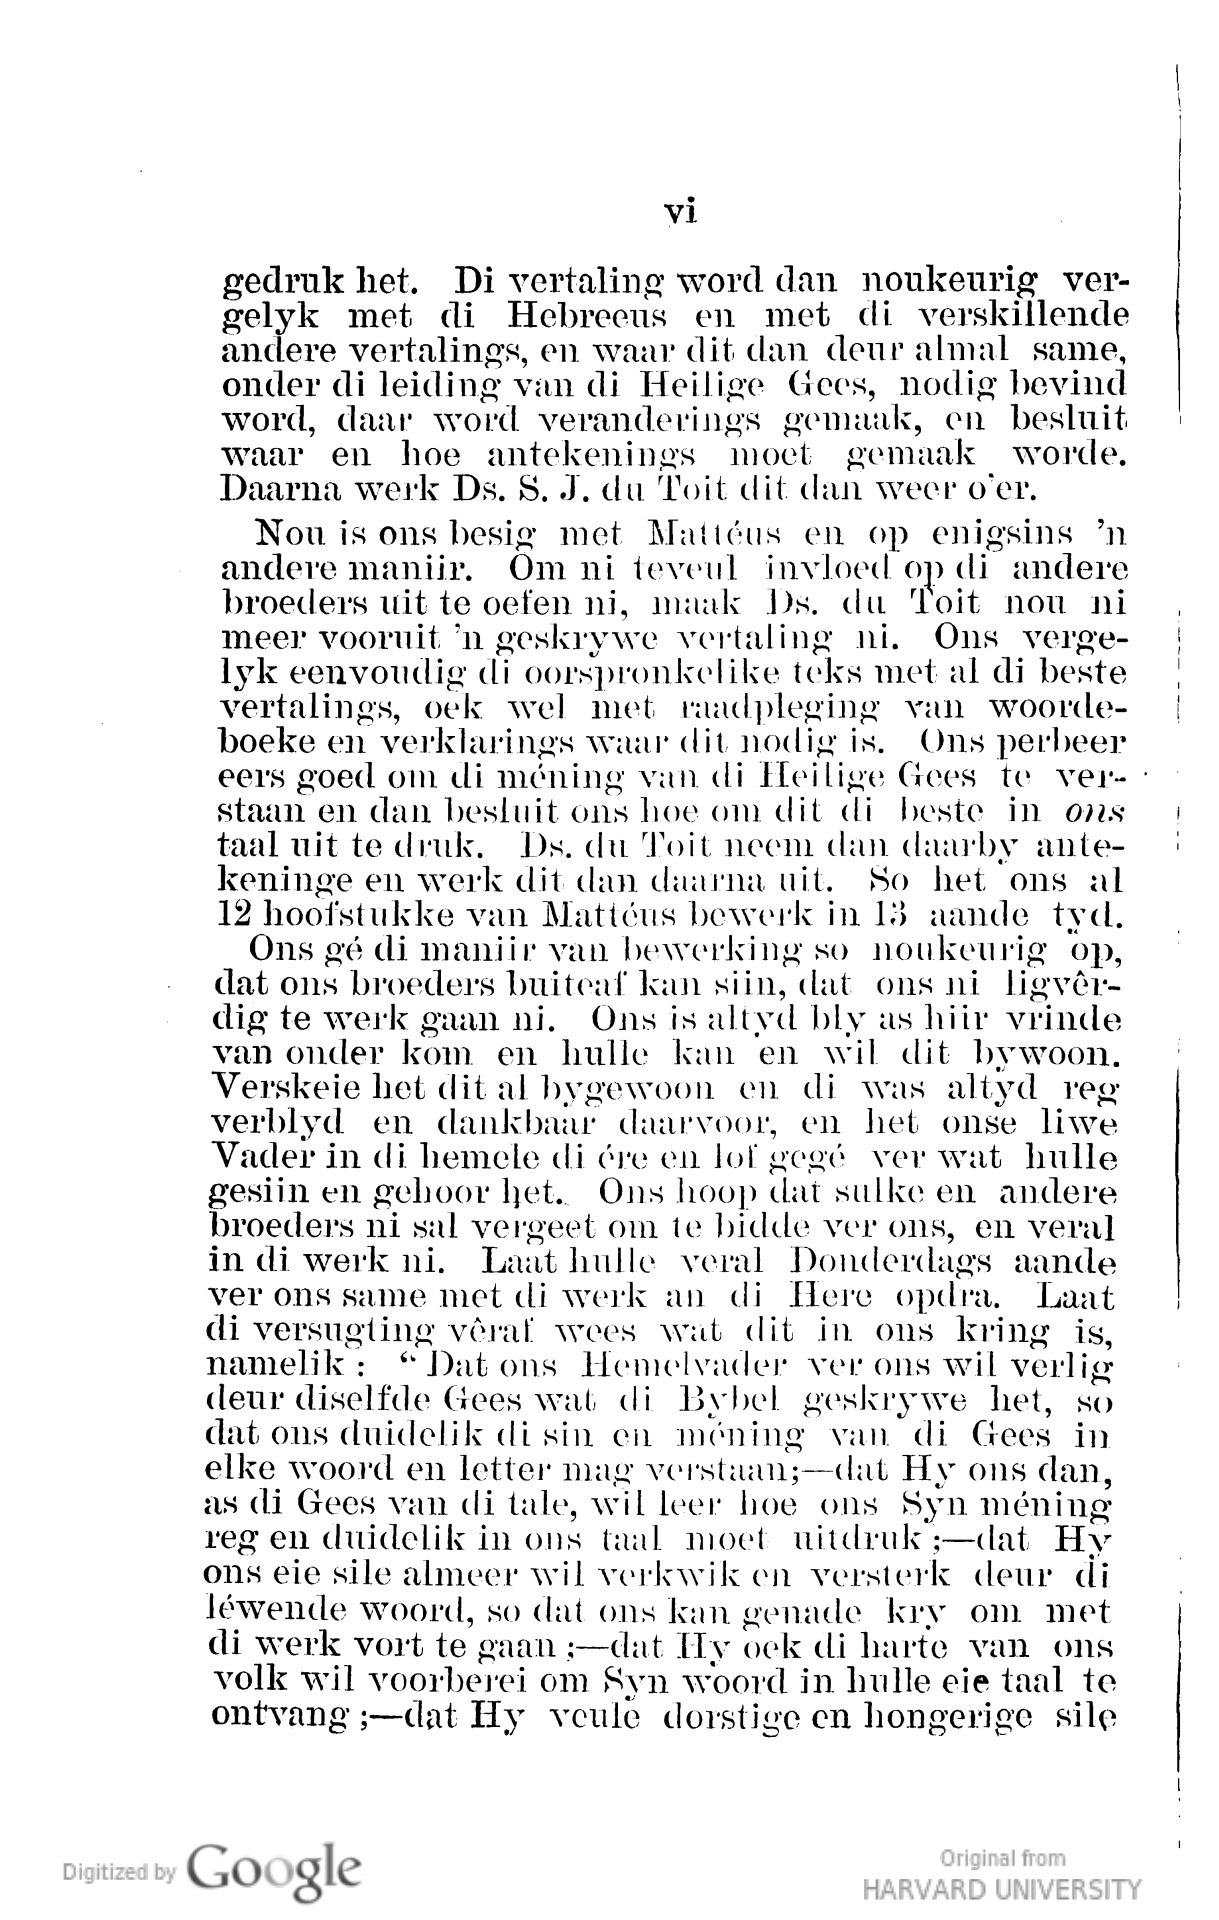 vi
gedruk het. Di vertaling word dan noukeurig ver-
gelyk met di Hebreeus en met di verskillende
andere vertalings, en waar dit dan deur almal same,
onder di leiding van di Heilige Gees, nodig bevind
word, daar word veranderings gemaak, en besluit
waar en hoe antekenings moet gemaak worde.
Daarna werk Ds. S. J. du Toit dit dan weer o'er.
Nou is ons besig met Mattéus en op enigsins 'n
andere maniir. Om ni teveul invloed op di andere
broeders uit te oefen ni, maak Ds. du Toit nou ni
meer vooruit 'n geskrywe vertaling ni. Ons verge-
lyk eenvoudig di oorspronkelike teks met al di beste
vertalings, oek wel met raadpleging van woorde-
boeke en verklarings waar dit nodig is. Ons perbeer
eers goed om di méning van di Heilige Gees te ver-
staan en dan besluit ons hoe om dit di beste in ons
taal uit te druk. Ds. du Toit neem dan daarby ante-
keninge en werk dit dan daarna uit. So het ons al
12 hoofstukke van Mattéus bewerk in 13 aande tyd.
Ons gé di maniir van bewerking so noukeurig op,
dat ons broeders buiteaf kan siin, dat ons ni ligvêr-
dig te werk gaan ni. Ons is altyd bly as hiir vrinde
van onder kom en hulle kan en wil dit bywoon.
Verskeie het dit al bygewoon en di was altyd reg
verblyd en dankbaar daarvoor, en het onse liwe
Vader in di hemele di ére en lof gegé ver wat hulle
gesiin en gehoor het. Ons hoop dat sulke en andere
broeders ni sal vergeet om te bidde ver ons, en veral
in di werk ni. Laat hulle veral Donderdags aande
ver ons same met di werk an di Here opdra. Laat
di versugting vêraf wees wat dit in ons kring is,
namelik: "Dat ons Hemelvader ver ons wil verlig
deur diselfde Gees wat di Bybel geskrywe het, so
dat ons duidelik di sin en méning van di Gees in
elke woord en letter mag verstaan;—dat Hy ons dan,
as di Gees van di tale, wil leer hoe ons Syn méning
reg en duidelik in ons taal moet uitdruk;—dat Hy
ons eie sile almeer wil verkwik en versterk deur di
léwende woord, so dat ons kan genade kry om met
di werk vort te gaan;—dat Hy oek di harte van ons
volk wil voorberei om Syn woord in hulle eie taal te
ontvang;—dat Hy veule dorstige en hongerige sile
Digitized by Google
Original from
HARVARD UNIVERSITY